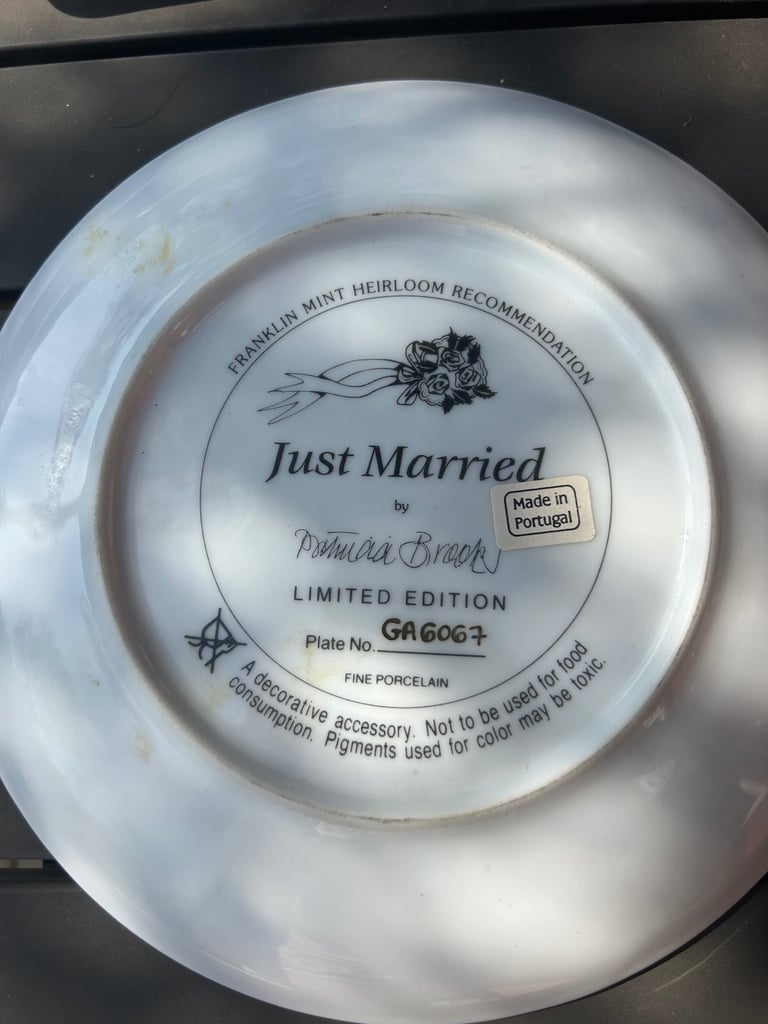 FRANKLIN MINT HEIRLOOM RECOMMENDATION
Just Married
by
Patricia Brooks
Made in
Portugal
LIMITED EDITION
Plate No. GA6067
FINE PORCELAIN
A decorative accessory. Not to be used for food
consumption. Pigments used for color may be toxic.